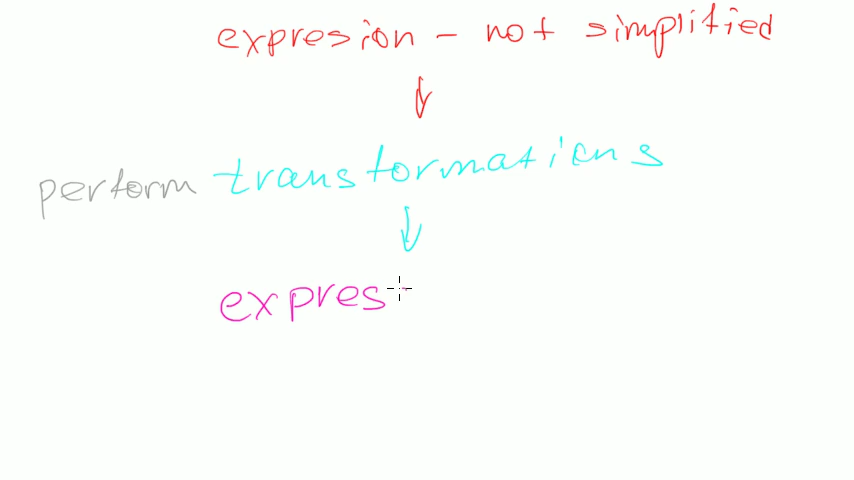 expresion - not simplified
perform transformations
expres